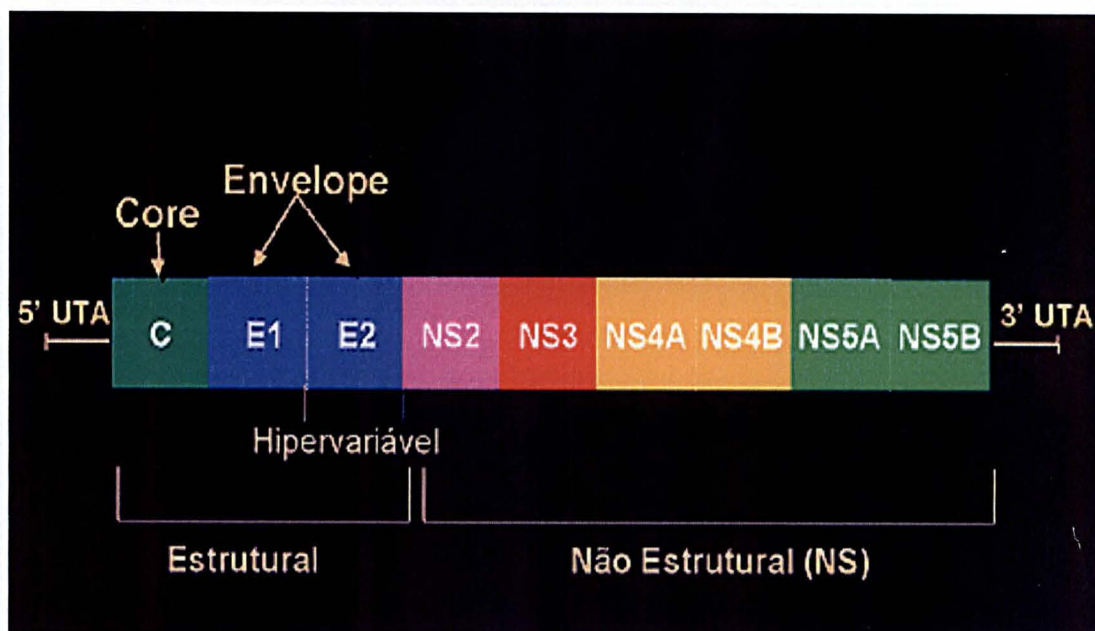 Envelope
Core
5' UTA
C
E1
E2
NS2
NS3
NS4A
NS4B
NS5A
NS5B
3' UTA
Hipervariável
Estrutural
Não Estrutural (NS)